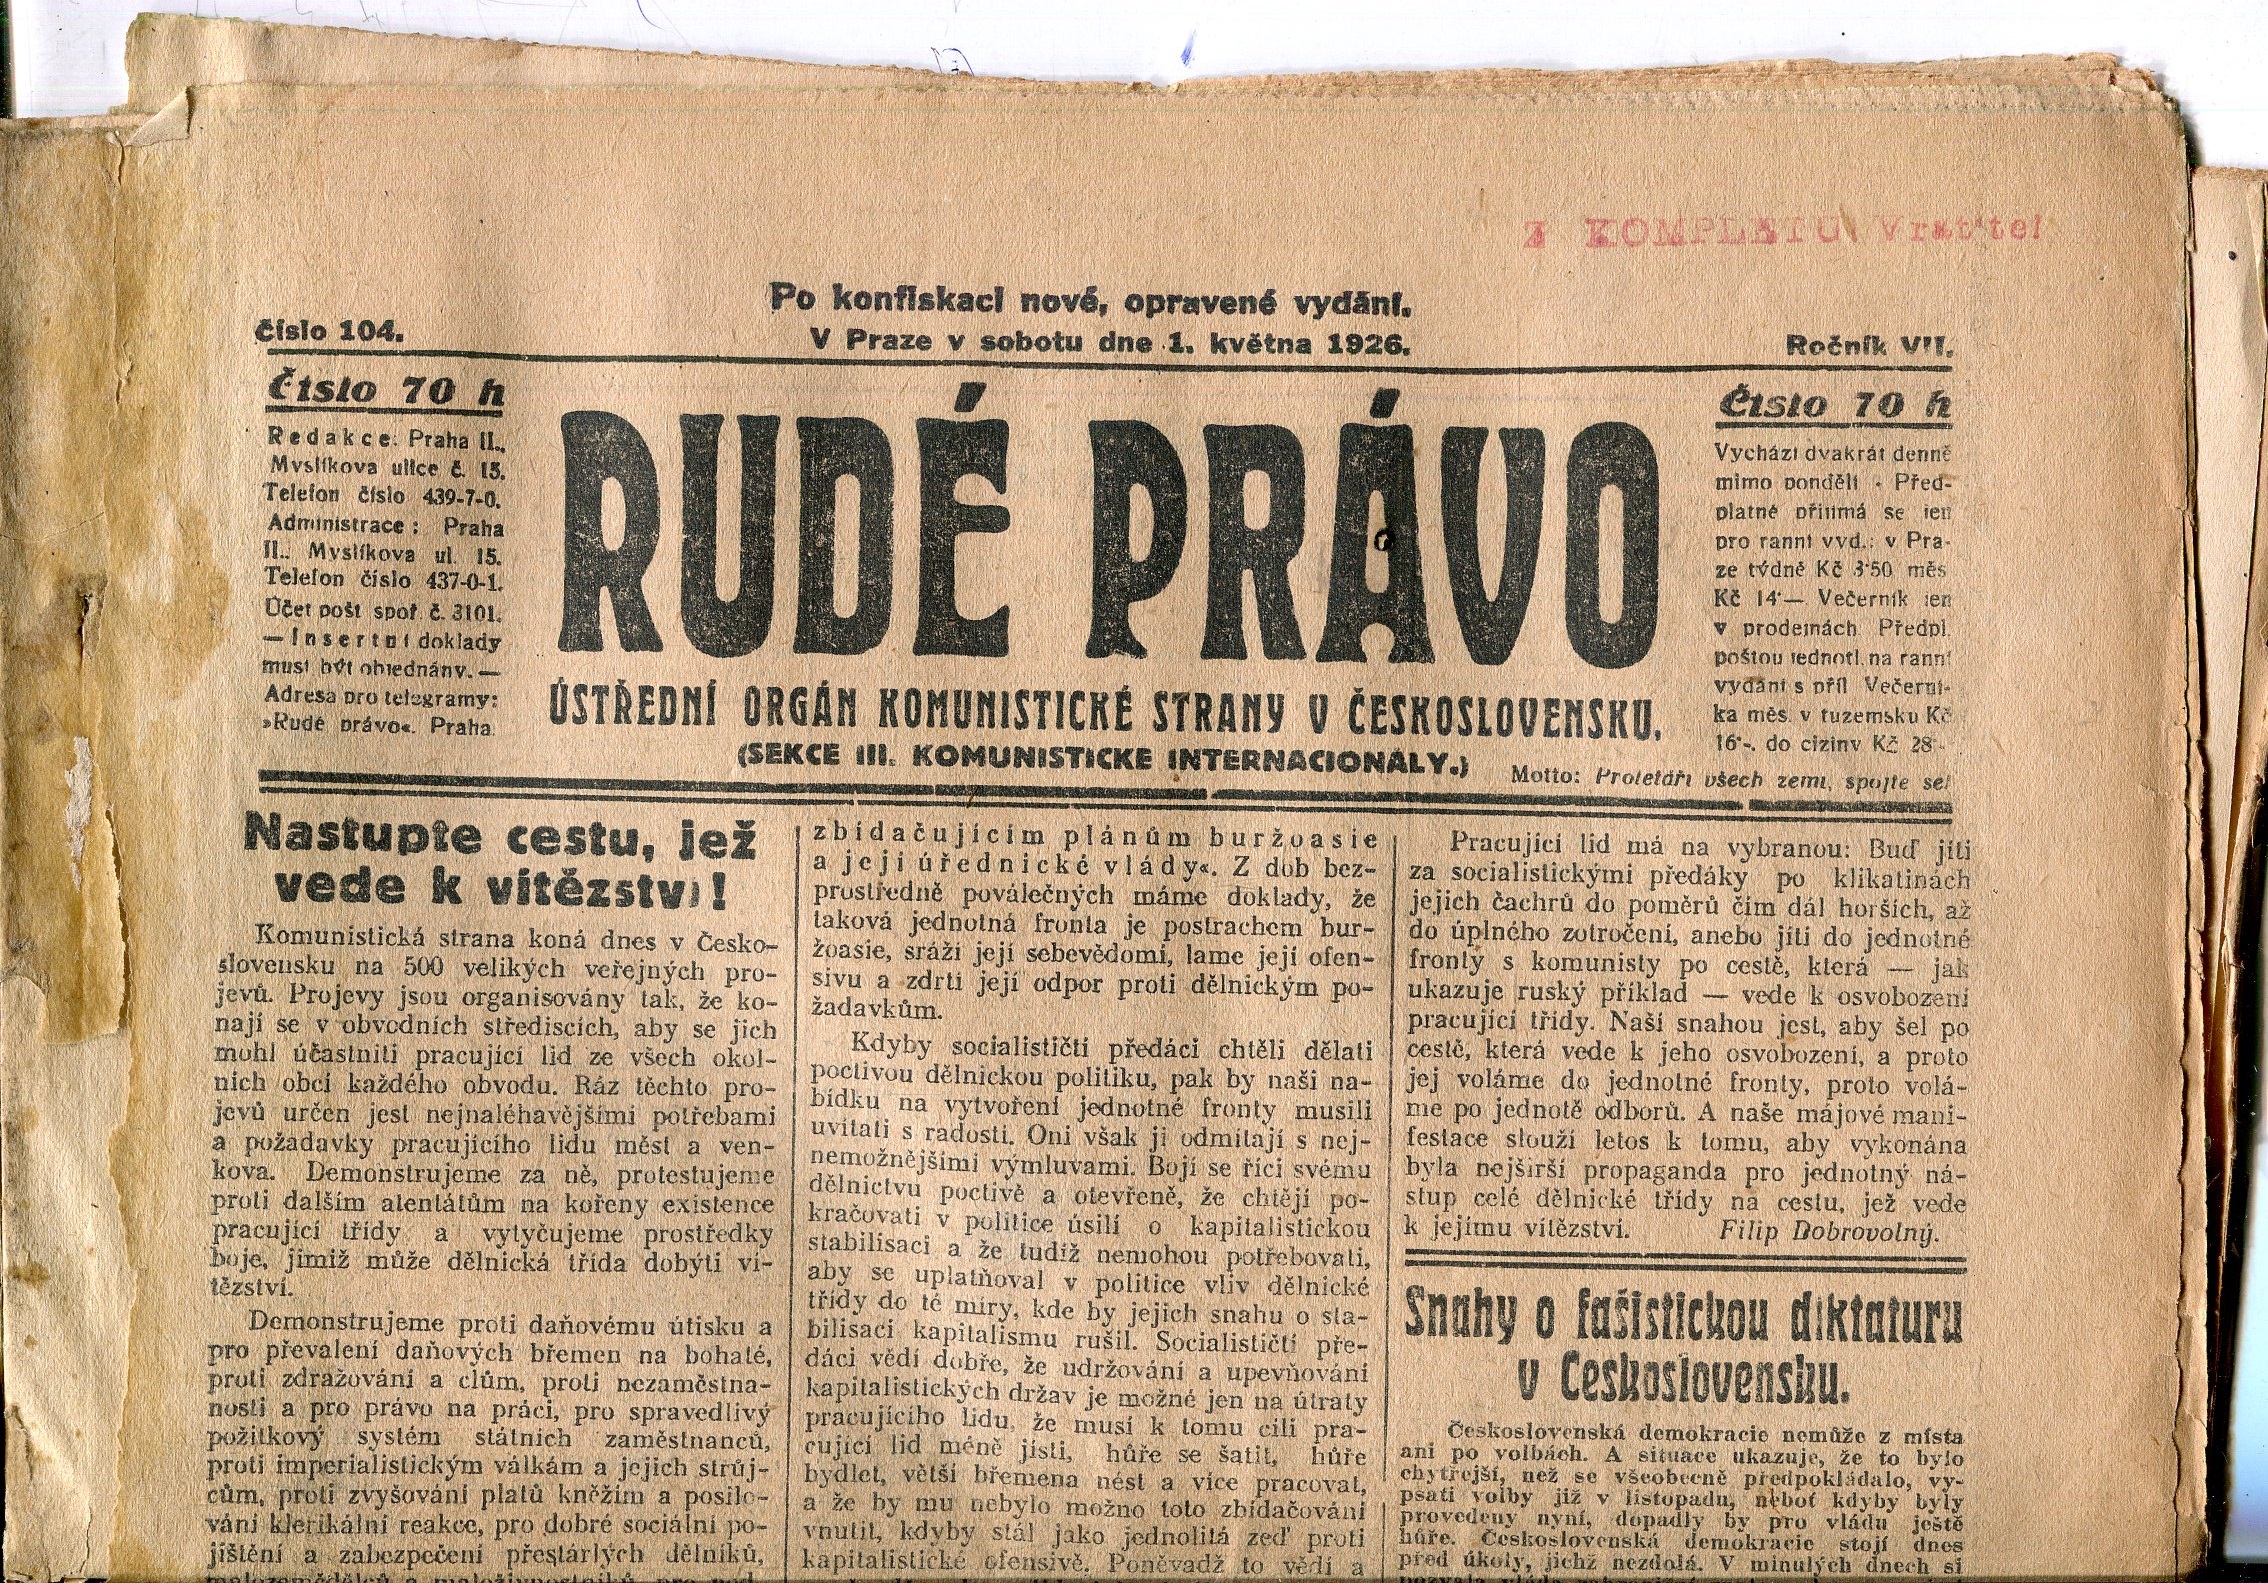 Z KOMPLETU Vraťte!
Po konfiskaci nové, opravené vydání.
Číslo 104.
V Praze v sobotu dne 1. května 1926.
Ročník VII.
Číslo 70 h
Redakce: Praha II.,
Myslíkova ulice č. 15.
Telefon číslo 439-7-0.
Administrace: Praha
II., Myslíkova ul. 15.
Telefon číslo 437-0-1.
Účet pošt. spoř. č. 3101.
— Insertní doklady
musí být objednány. —
Adresa pro telegramy:
»Rudé právo«. Praha.
RUDÉ PRÁVO
ÚSTŘEDNÍ ORGÁN KOMUNISTICKÉ STRANY V ČESKOSLOVENSKU.
(SEKCE III. KOMUNISTICKÉ INTERNACIONÁLY.)
Číslo 70 h
Vychází dvakrát denně
mimo pondělí • Před-
platné přijímá se jen
pro ranní vyd.: v Pra-
ze týdně Kč 3·50 měs
Kč 14·— Večerník jen
v prodejnách Předpl.
poštou jednotl. na ranní
vydání s příl Večerní-
ka měs. v tuzemsku Kč
16·-, do ciziny Kč 28·-
Motto: Proletáři všech zemí, spojte se!
Nastupte cestu, jež
vede k vítězství!
Komunistická strana koná dnes v Česko-
slovensku na 500 velikých veřejných pro-
jevů. Projevy jsou organisovány tak, že ko-
nají se v obvodních střediscích, aby se jich
mohl účastniti pracující lid ze všech okol-
ních obcí každého obvodu. Ráz těchto pro-
jevů určen jest nejnaléhavějšími potřebami
a požadavky pracujícího lidu měst a ven-
kova. Demonstrujeme za ně, protestujeme
proti dalším atentátům na kořeny existence
pracující třídy a vytyčujeme prostředky
boje, jimiž může dělnická třída dobýti ví-
tězství.
Demonstrujeme proti daňovému útisku a
pro převalení daňových břemen na bohaté,
proti zdražování a clům, proti nezaměstna-
nosti a pro právo na práci, pro spravedlivý
požitkový systém státních zaměstnanců,
proti imperialistickým válkám a jejich strůj-
cům, proti zvyšování platů kněžím a posilo-
vání klerikální reakce, pro dobré sociální po-
jištění a zabezpečení přestárlých dělníků,
malozemědělců a maloživnostníků, pro
zbídačujícím plánům buržoasie
a její úřednické vlády«. Z dob bez-
prostředně poválečných máme doklady, že
taková jednotná fronta je postrachem bur-
žoasie, sráží její sebevědomí, lame její ofen-
sivu a zdrtí její odpor proti dělnickým po-
žadavkům.
Kdyby socialističtí předáci chtěli dělati
poctivou dělnickou politiku, pak by naši na-
bídku na vytvoření jednotné fronty musili
uvítati s radostí. Oni však ji odmítají s nej-
nemožnějšími výmluvami. Bojí se říci svému
dělnictvu poctivě a otevřeně, že chtějí po-
kračovati v politice úsilí o kapitalistickou
stabilisaci a že tudíž nemohou potřebovati,
aby se uplatňoval v politice vliv dělnické
třídy do té míry, kde by jejich snahu o sta-
bilisaci kapitalismu rušil. Socialističtí pře-
dáci vědí dobře, že udržování a upevňování
kapitalistických držav je možné jen na útraty
pracujícího lidu, že musí k tomu cíli pra-
cující lid méně jísti, hůře se šatit, hůře
bydlet, větší břemena nést a více pracovat,
a že by mu nebylo možno toto zbídačování
vnutit, kdyby stál jako jednolitá zeď proti
kapitalistické ofensivě. Poněvadž to vědí a
Pracující lid má na vybranou: Buď jíti
za socialistickými předáky po klikatinách
jejich čachrů do poměrů čím dál horších, až
do úplného zotročení, anebo jíti do jednotné
fronty s komunisty po cestě, která — jak
ukazuje ruský příklad — vede k osvobození
pracující třídy. Naší snahou jest, aby šel po
cestě, která vede k jeho osvobození, a proto
jej voláme do jednotné fronty, proto volá-
me po jednotě odborů. A naše májové mani-
festace slouží letos k tomu, aby vykonána
byla nejširší propaganda pro jednotný ná-
stup celé dělnické třídy na cestu, jež vede
k jejímu vítězství. Filip Dobrovolný.
Snahy o fašistickou diktaturu
v Československu.
Československá demokracie nemůže z místa
ani po volbách. A situace ukazuje, že to bylo
chytřejší, než se všeobecně předpokládalo, vy-
psati volby již v listopadu, neboť kdyby byly
provedeny nyní, dopadly by pro vládu ještě
hůře. Československá demokracie stojí dnes
před úkoly, jichž nezdolá. V minulých dnech si